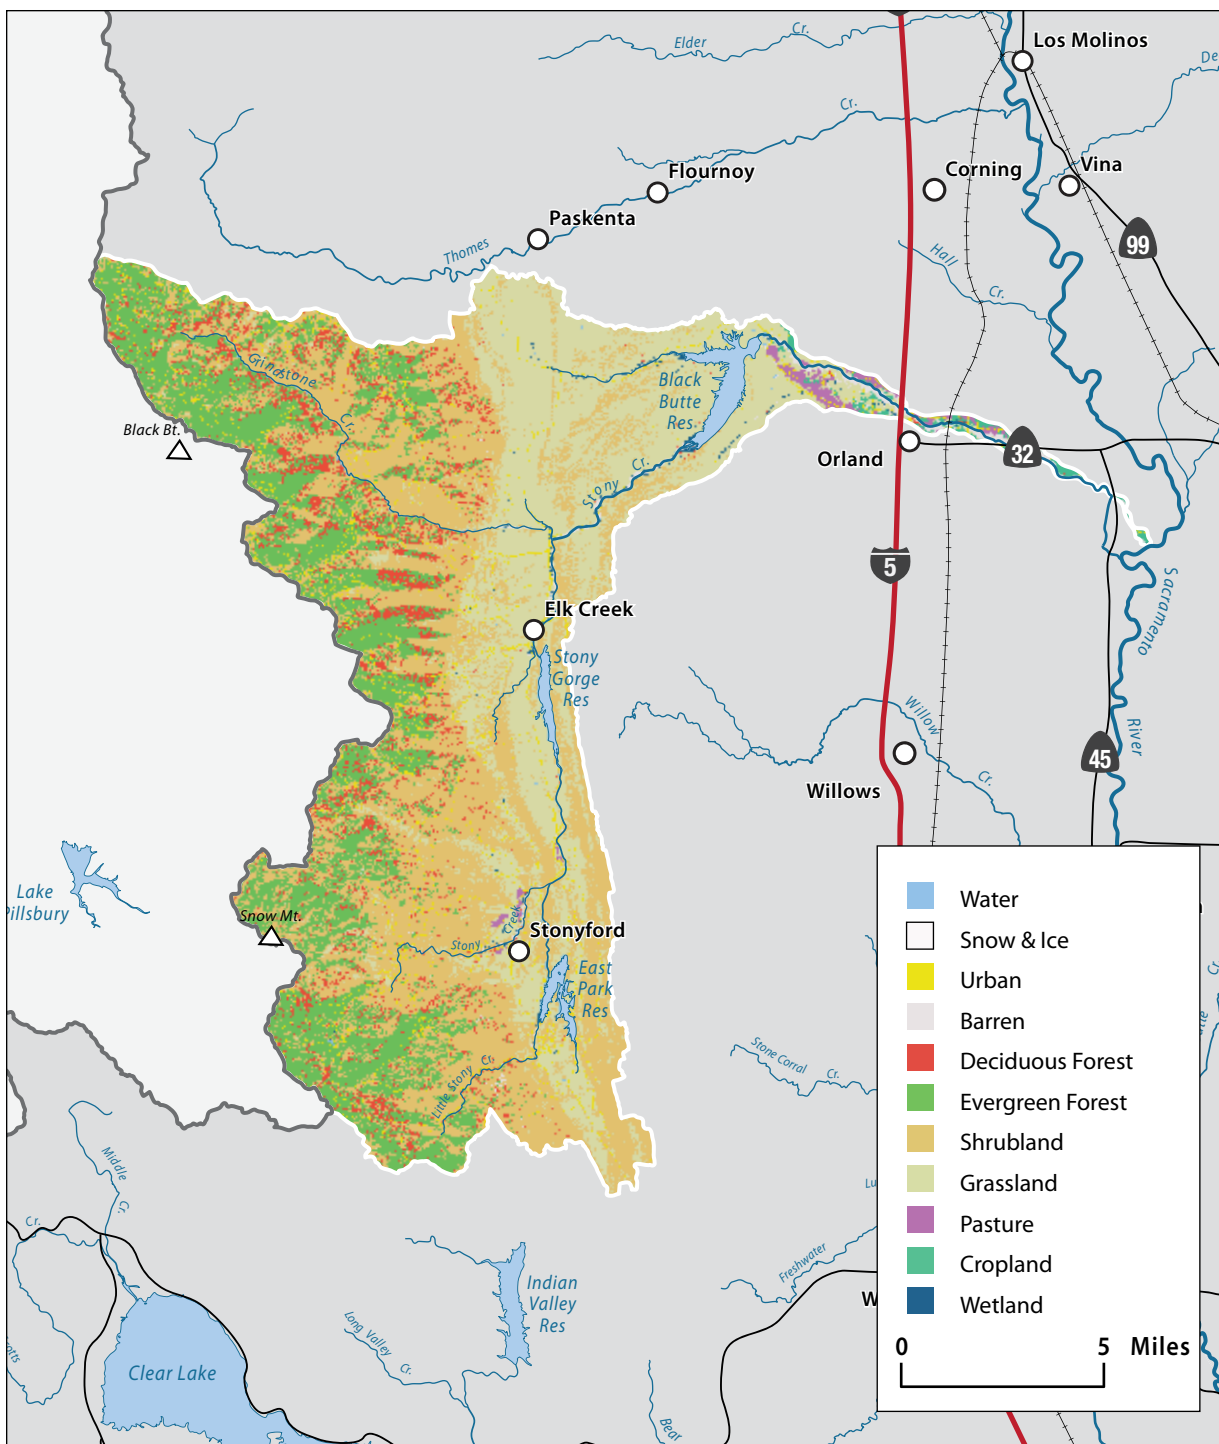 Elder
Cr.
Los Molinos
De
Cr.
Flournoy
Corning
Vina
Paskenta
Thomes
Hall
Cr.
99
Grindstone
Cr.
Black Bt.
Black
Butte
Res
Orland
32
Stony
Cr.
5
Elk Creek
Sacramento
River
Stony
Gorge
Res
Willow
Cr.
Willows
45
Lake
Pillsbury
Snow Mt.
Stony
Creek
Stonyford
East
Park
Res
Little Stony
Cr.
Stone Corral
Cr.
Cr.
Water
Snow & Ice
Urban
Barren
Deciduous Forest
Evergreen Forest
Shrubland
Grassland
Pasture
Cropland
Wetland
0 5 Miles
Middle
Cr.
Cr.
Lu
Freshwater
W
Indian
Valley
Res
Long Valley
Cr.
Clear Lake
Bear